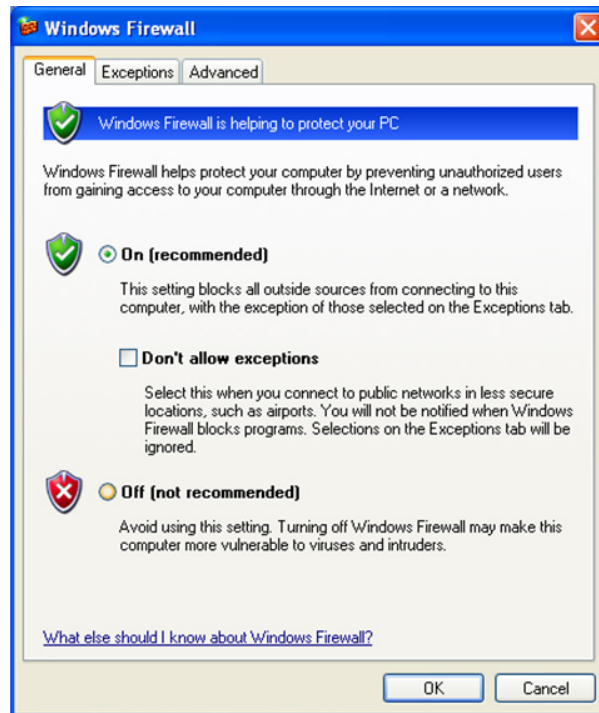 Windows Firewall
General Exceptions Advanced
Windows Firewall is helping to protect your PC
Windows Firewall helps protect your computer by preventing unauthorized users
from gaining access to your computer through the Internet or a network.
On (recommended)
This setting blocks all outside sources from connecting to this
computer, with the exception of those selected on the Exceptions tab.
Don't allow exceptions
Select this when you connect to public networks in less secure
locations, such as airports. You will not be notified when Windows
Firewall blocks programs. Selections on the Exceptions tab will be
ignored.
Off (not recommended)
Avoid using this setting. Turning off Windows Firewall may make this
computer more vulnerable to viruses and intruders.
What else should I know about Windows Firewall?
OK Cancel